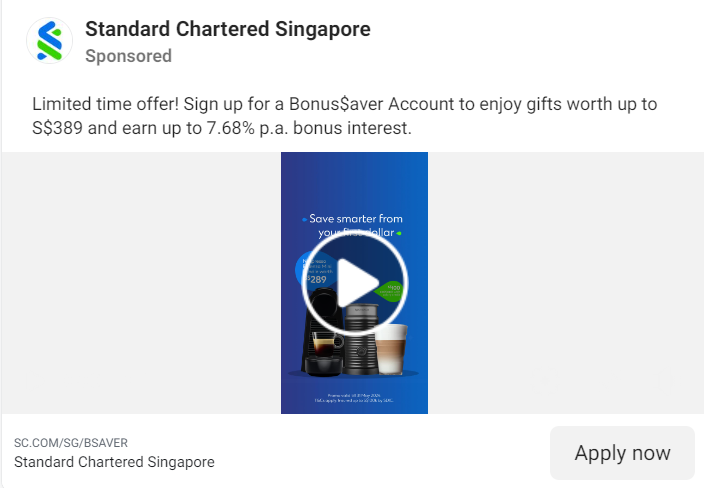 Standard Chartered Singapore
Sponsored
Limited time offer! Sign up for a Bonus$aver Account to enjoy gifts worth up to
S$389 and earn up to 7.68% p.a. bonus interest.
Save smarter from
your first dollar
$289
SC.COM/SG/BSAVER
Standard Chartered Singapore
Apply now